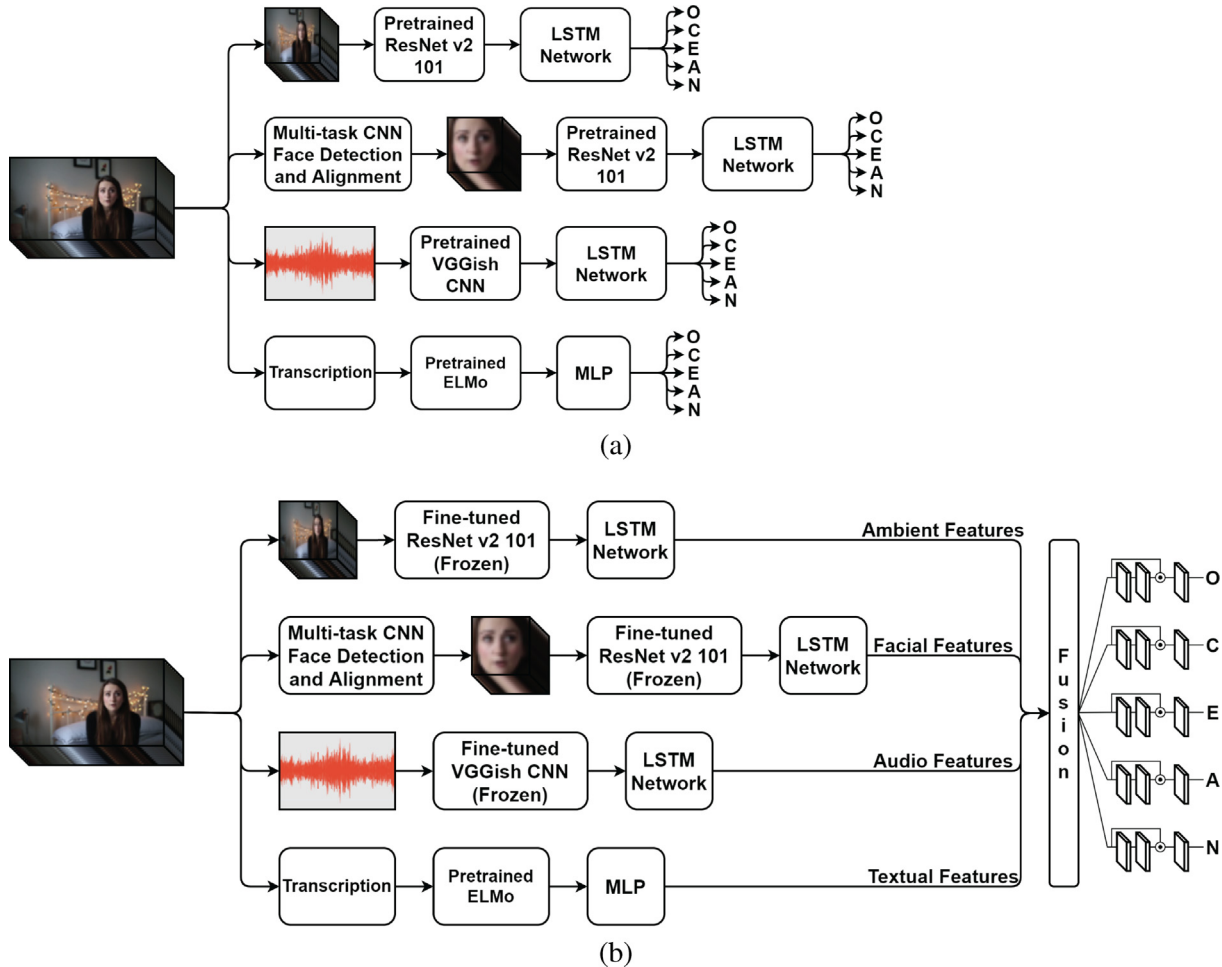 Pretrained
ResNet v2
101
LSTM
Network
O
C
E
A
N
Multi-task CNN
Face Detection
and Alignment
Pretrained
ResNet v2
101
LSTM
Network
O
C
E
A
N
Pretrained
VGGish
CNN
LSTM
Network
O
C
E
A
N
Transcription
Pretrained
ELMo
MLP
O
C
E
A
N
(a)
Fine-tuned
ResNet v2 101
(Frozen)
LSTM
Network
Ambient Features
Multi-task CNN
Face Detection
and Alignment
Fine-tuned
ResNet v2 101
(Frozen)
LSTM
Network
Facial Features
Fine-tuned
VGGish CNN
(Frozen)
LSTM
Network
Audio Features
Transcription
Pretrained
ELMo
MLP
Textual Features
Fusion
O
C
E
A
N
(b)